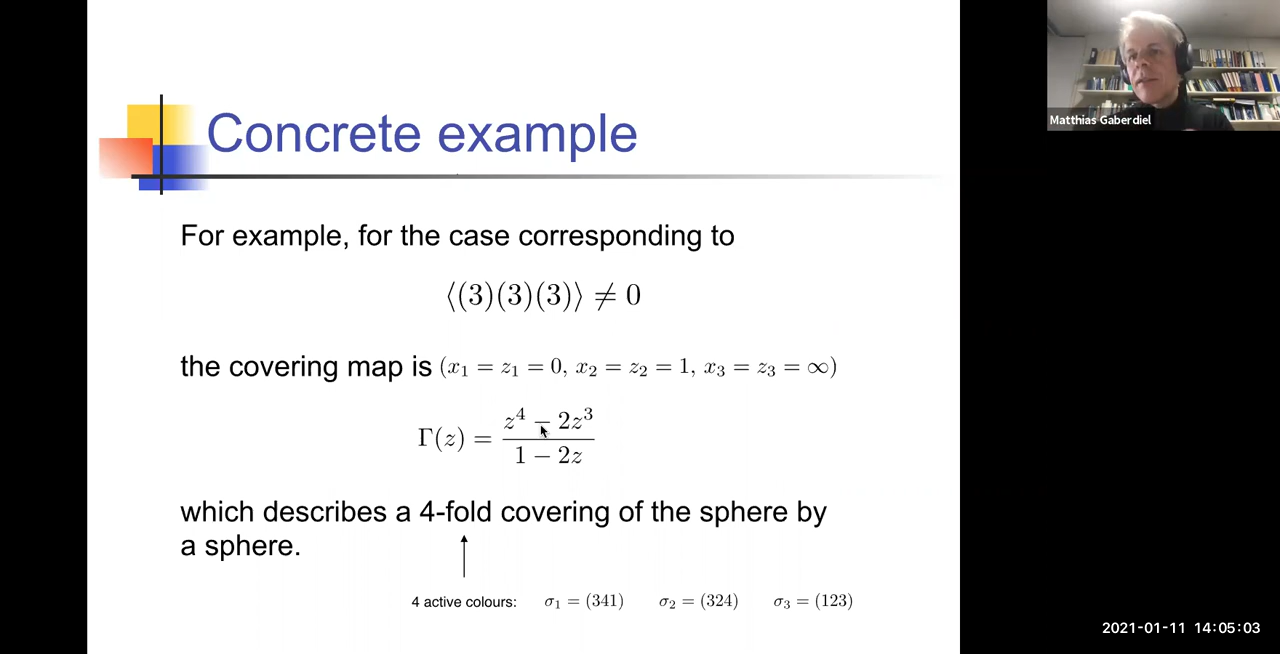 Concrete example
For example, for the case corresponding to
⟨(3)(3)(3)⟩ ≠ 0
the covering map is (x₁ = z₁ = 0, x₂ = z₂ = 1, x₃ = z₃ = ∞)
Γ(z) = (z⁴ − 2z³)/(1 − 2z)
which describes a 4-fold covering of the sphere by
a sphere.
4 active colours: σ₁ = (341) σ₂ = (324) σ₃ = (123)
Matthias Gaberdiel
2021-01-11 14:05:03